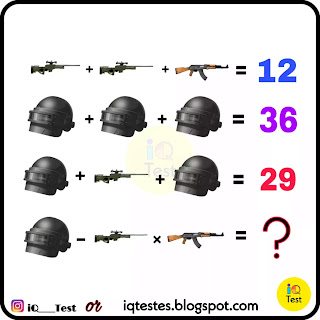 + + = 12
+ + = 36
iQ Test
+ + = 29
- × = ?
iQ__Test or iqtestes.blogspot.com iQ Test